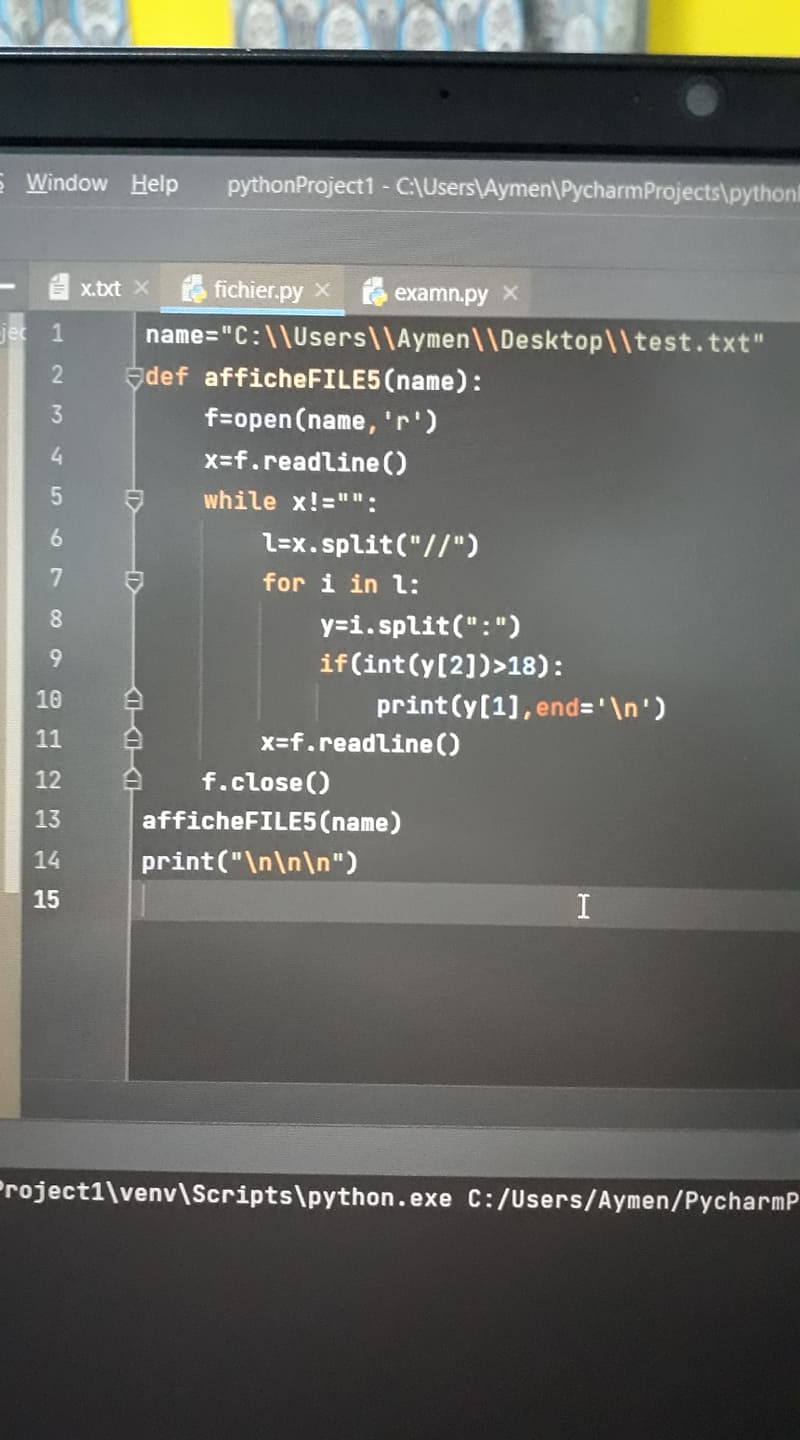 Window Help pythonProject1 - C:\Users\Aymen\PycharmProjects\python
x.txt fichier.py examn.py
1 name="C:\\Users\\Aymen\\Desktop\\test.txt"
2 def afficheFILE5(name):
3 f=open(name,'r')
4 x=f.readline()
5 while x!="":
6 l=x.split("//")
7 for i in l:
8 y=i.split(":")
9 if(int(y[2])>18):
10 print(y[1],end='\n')
11 x=f.readline()
12 f.close()
13 afficheFILE5(name)
14 print("\n\n\n")
15
Project1\venv\Scripts\python.exe C:/Users/Aymen/PycharmP